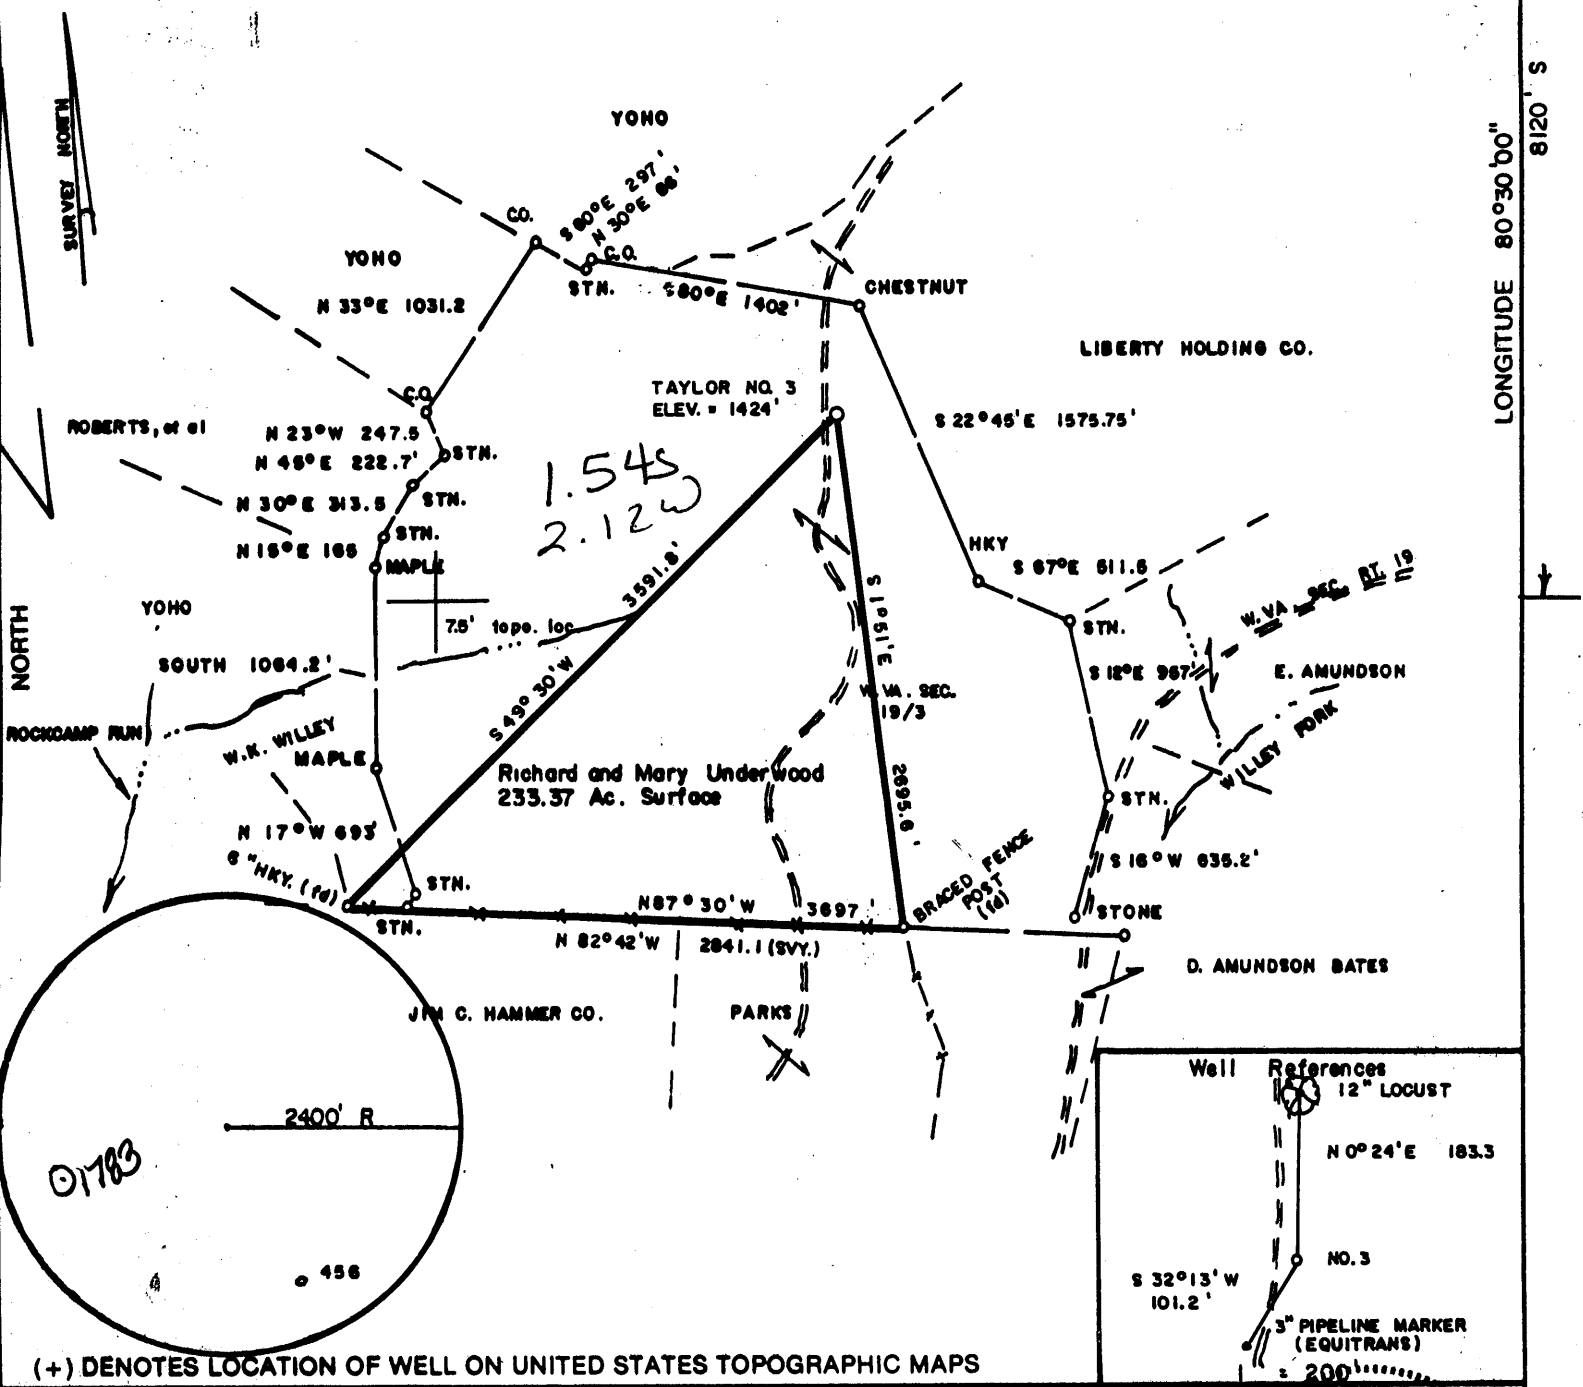 SURVEY NORTH
NORTH
8120' S
LONGITUDE 80°30'00"
YOHO
C.O.
S 80°E 297'
N 30°E 66'
C.O.
STN.
S80°E 1402'
CHESTNUT
YOHO
N 33°E 1031.2
LIBERTY HOLDING CO.
TAYLOR NO. 3
ELEV. = 1424'
C.O.
ROBERTS, et al
N 23°W 247.5
STN.
N 45°E 222.7'
STN.
N 30°E 313.5
STN.
N 15°E 165
MAPLE
1.54S
2.12W
S 22°45'E 1575.75'
HKY
S 67°E 511.5
STN.
W. VA. SEC. RT. 19
YOHO
7.5' topo. loc.
3591.8'
S 49° 30' W
S 1°51'E
2695.6'
W. VA. SEC.
19/3
SOUTH 1064.2'
S 12°E 957'
E. AMUNDSON
WILLEY FORK
ROCKCAMP RUN
W.K. WILLEY
MAPLE
Richard and Mary Underwood
233.37 Ac. Surface
STN.
N 17°W 693'
6" HKY. (fd)
STN.
STN.
S 16°W 635.2'
BRACED FENCE
POST
(fd)
STONE
N87°30'W 3697'
N 82°42'W 2841.1 (SVY.)
D. AMUNDSON BATES
JIM C. HAMMER CO.
PARKS
2400' R
1783
456
Well References
12" LOCUST
N 0°24'E 183.3
NO. 3
S 32°13'W
101.2'
3" PIPELINE MARKER
(EQUITRANS)
= 200'
(+) DENOTES LOCATION OF WELL ON UNITED STATES TOPOGRAPHIC MAPS